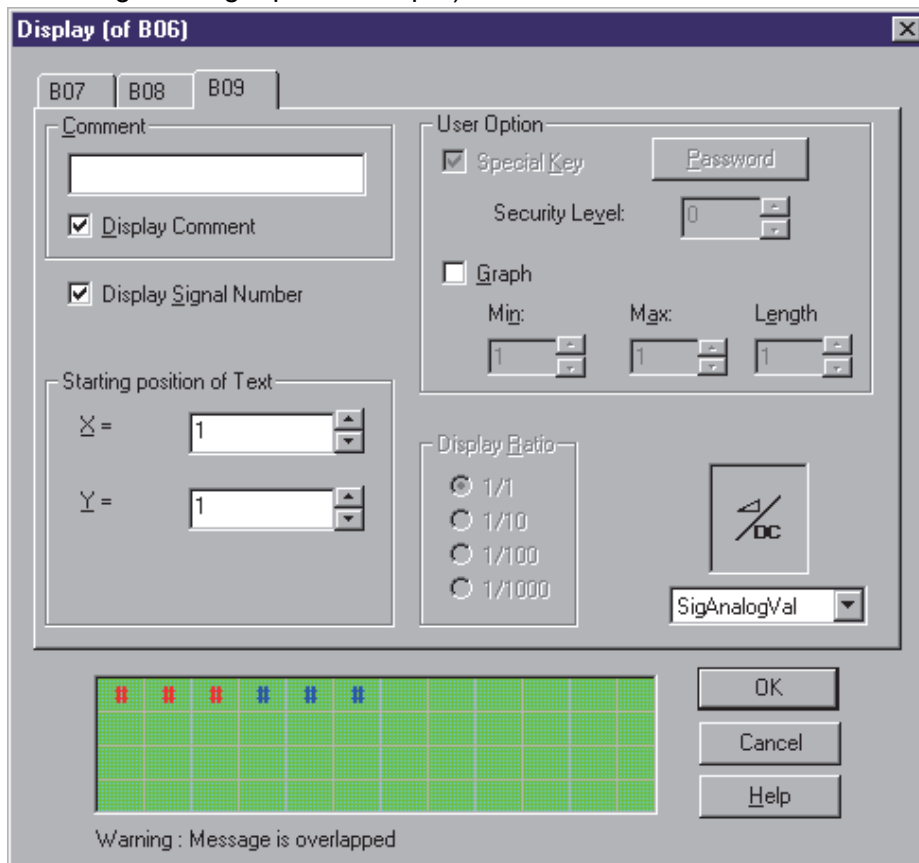 Display (of B06)
B07
B08
B09
Comment
Display Comment
Display Signal Number
Starting position of Text
X =
1
Y =
1
User Option
Special Key
Password
Security Level:
0
Graph
Min:
Max:
Length
1
1
1
Display Ratio
1/1
1/10
1/100
1/1000
DC
SigAnalogVal
# # # # # #
OK
Cancel
Help
Warning : Message is overlapped